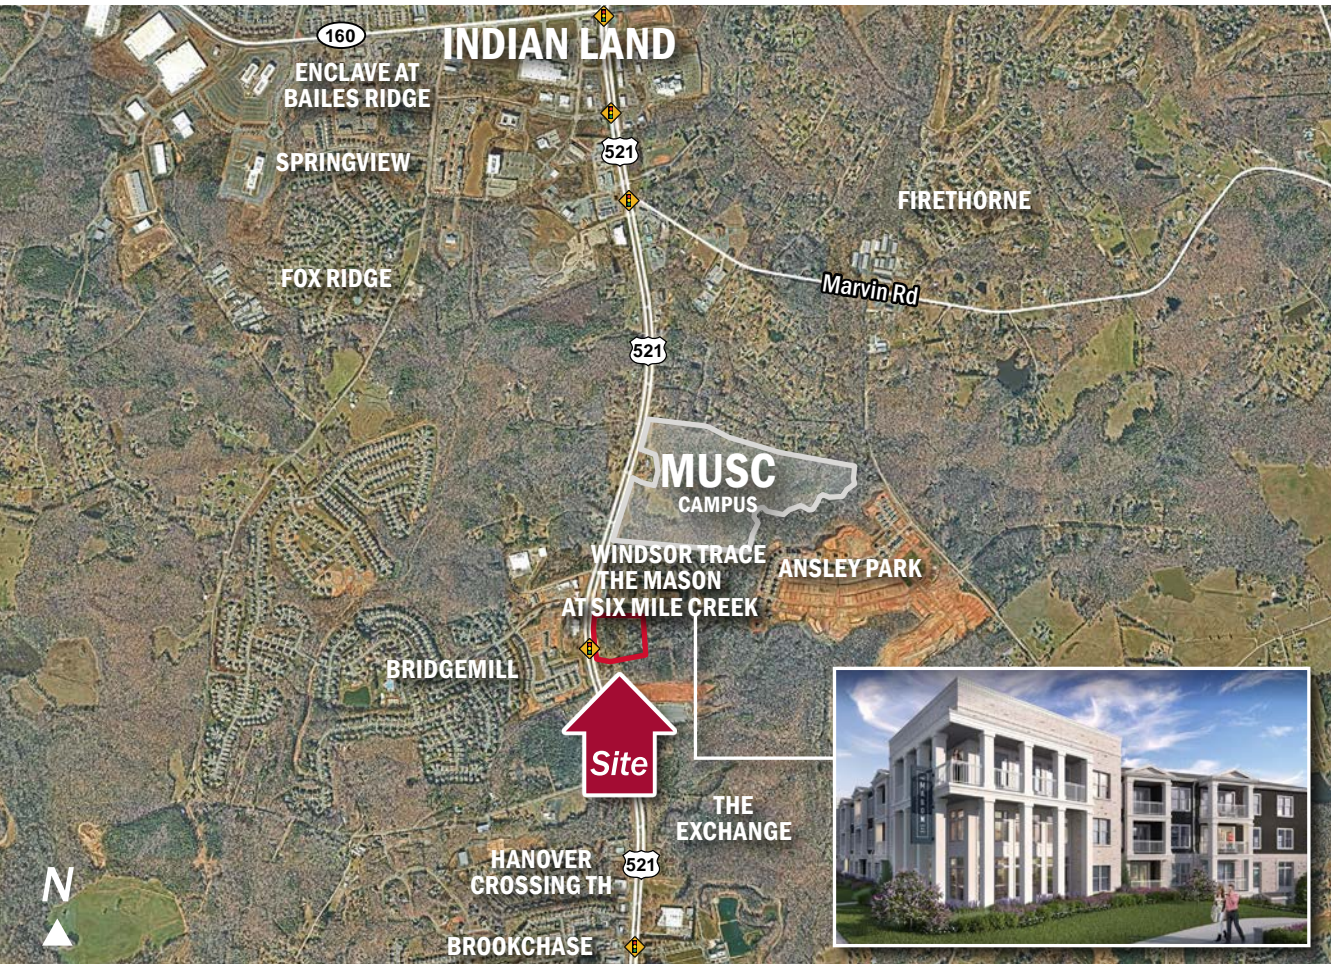 160
INDIAN LAND
ENCLAVE AT
BAILES RIDGE
521
SPRINGVIEW
FIRETHORNE
FOX RIDGE
Marvin Rd
521
MUSC
CAMPUS
WINDSOR TRACE
THE MASON
AT SIX MILE CREEK
ANSLEY PARK
BRIDGEMILL
Site
THE
EXCHANGE
HANOVER
CROSSING TH
521
BROOKCHASE
N
MASON